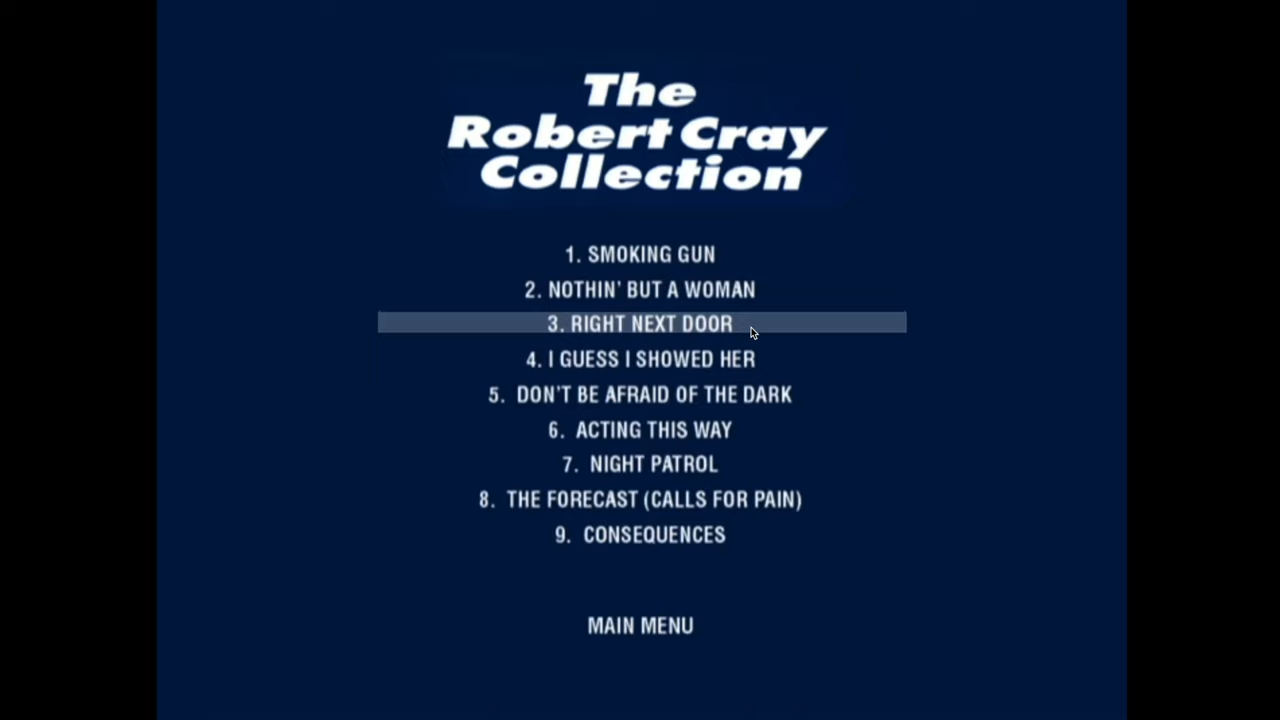 The
Robert Cray
Collection
1. SMOKING GUN
2. NOTHIN' BUT A WOMAN
3. RIGHT NEXT DOOR
4. I GUESS I SHOWED HER
5. DON'T BE AFRAID OF THE DARK
6. ACTING THIS WAY
7. NIGHT PATROL
8. THE FORECAST (CALLS FOR PAIN)
9. CONSEQUENCES
MAIN MENU